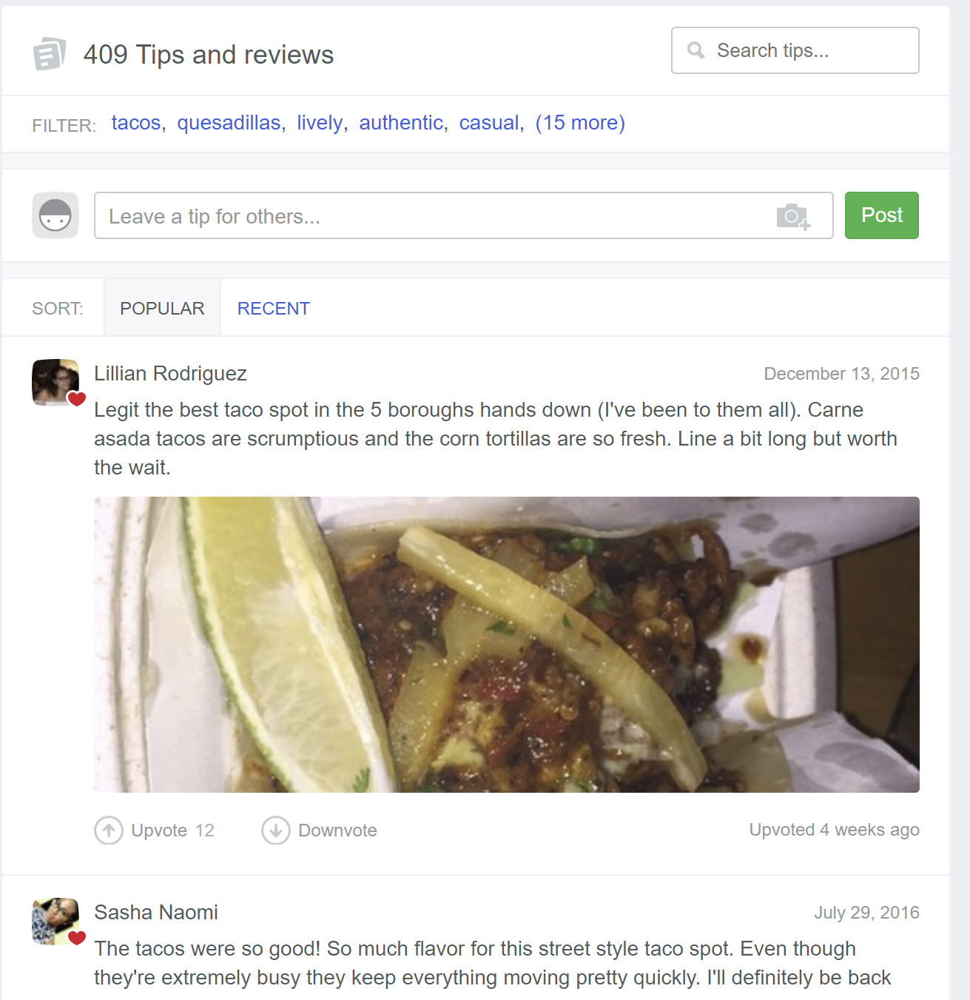 409 Tips and reviews
Search tips...
FILTER: tacos, quesadillas, lively, authentic, casual, (15 more)
Leave a tip for others...
Post
SORT: POPULAR RECENT
Lillian Rodriguez
December 13, 2015
Legit the best taco spot in the 5 boroughs hands down (I've been to them all). Carne
asada tacos are scrumptious and the corn tortillas are so fresh. Line a bit long but worth
the wait.
Upvote 12 Downvote Upvoted 4 weeks ago
Sasha Naomi
July 29, 2016
The tacos were so good! So much flavor for this street style taco spot. Even though
they're extremely busy they keep everything moving pretty quickly. I'll definitely be back